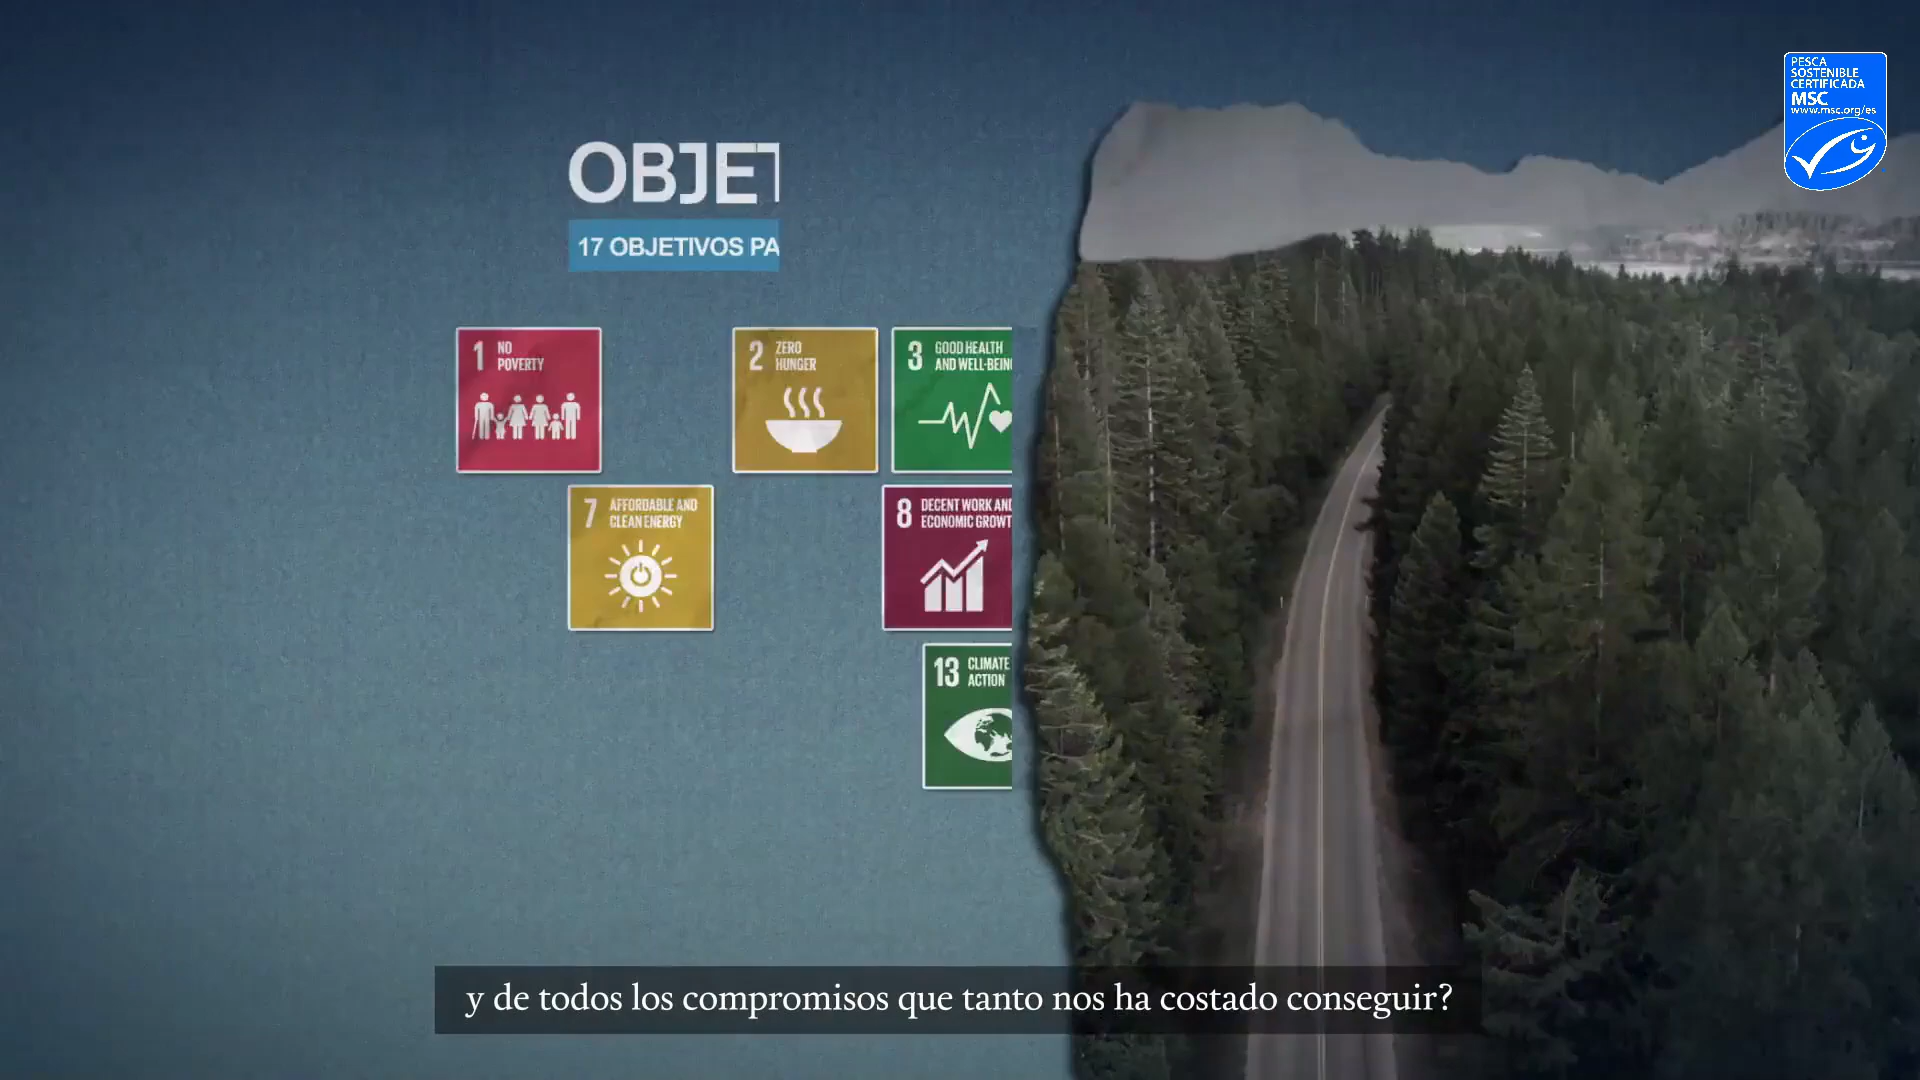 PESCA
SOSTENIBLE
CERTIFICADA
MSC
www.msc.org/es
OBJE
17 OBJETIVOS PA
1 NO
POVERTY
2 ZERO
HUNGER
3 GOOD HEALTH
AND WELL-BEIN
7 AFFORDABLE AND
CLEAN ENERGY
8 DECENT WORK AND
ECONOMIC GROWT
13 CLIMATE
ACTION
y de todos los compromisos que tanto nos ha costado conseguir?